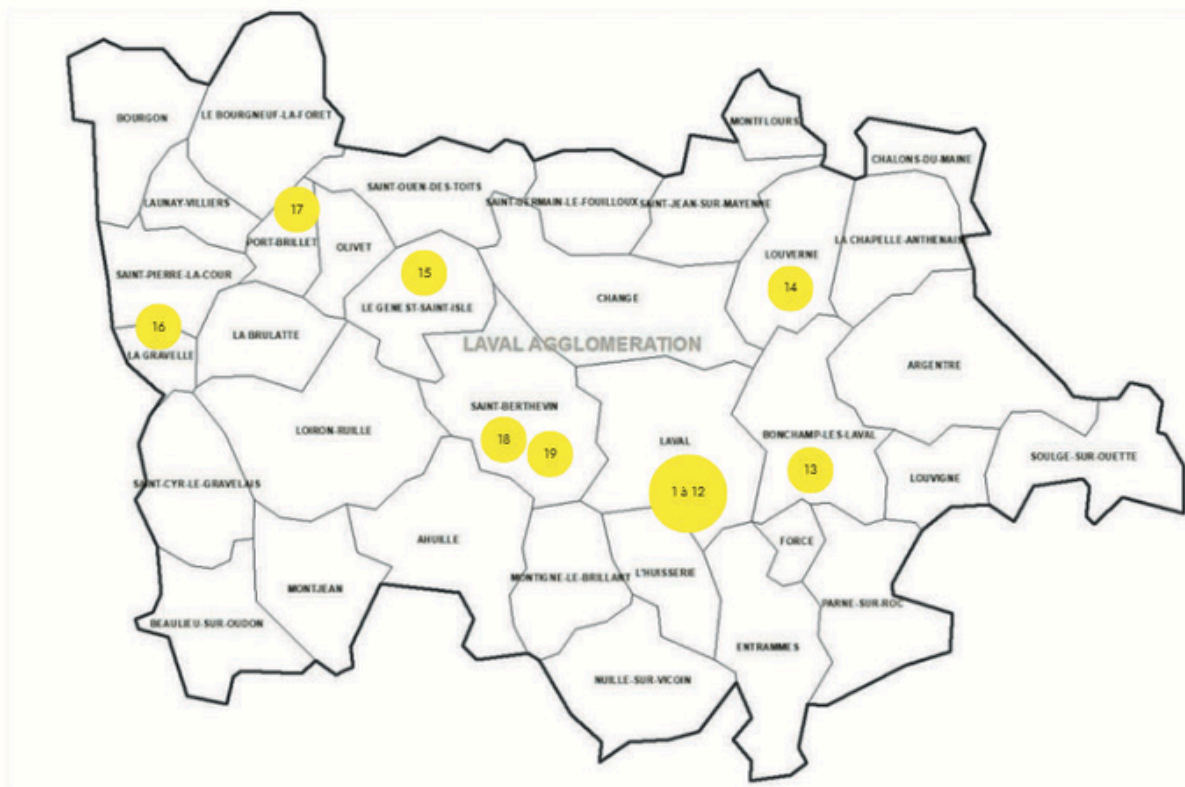 MONTFLOURS
BOURGON
LE BOURGNEUF-LA-FORET
CHALONS-DU-MAINE
SAINT-OUEN-DES-TOITS
LAUNAY-VILLIERS
SAINT-GERMAIN-LE-FOUILLOUX
SAINT-JEAN-SUR-MAYENNE
17
PORT-BRILLET
OLIVET
LA CHAPELLE-ANTHENAISE
LOUVERNE
SAINT-PIERRE-LA-COUR
15
14
CHANGE
LE GENEST-SAINT-ISLE
16
LA BRULATTE
LAVAL AGGLOMERATION
LA GRAVELLE
ARGENTRE
SAINT-BERTHEVIN
LOIRON-RUILLE
18
19
LAVAL
BONCHAMP-LES-LAVAL
13
SOULGE-SUR-OUETTE
LOUVIGNE
SAINT-CYR-LE-GRAVELAIS
1 à 12
AHUILLE
FORCE
L'HUISSERIE
MONTIGNE-LE-BRILLANT
MONTJEAN
PARNE-SUR-ROC
BEAULIEU-SUR-OUDON
ENTRAMMES
NUILLE-SUR-VICOIN